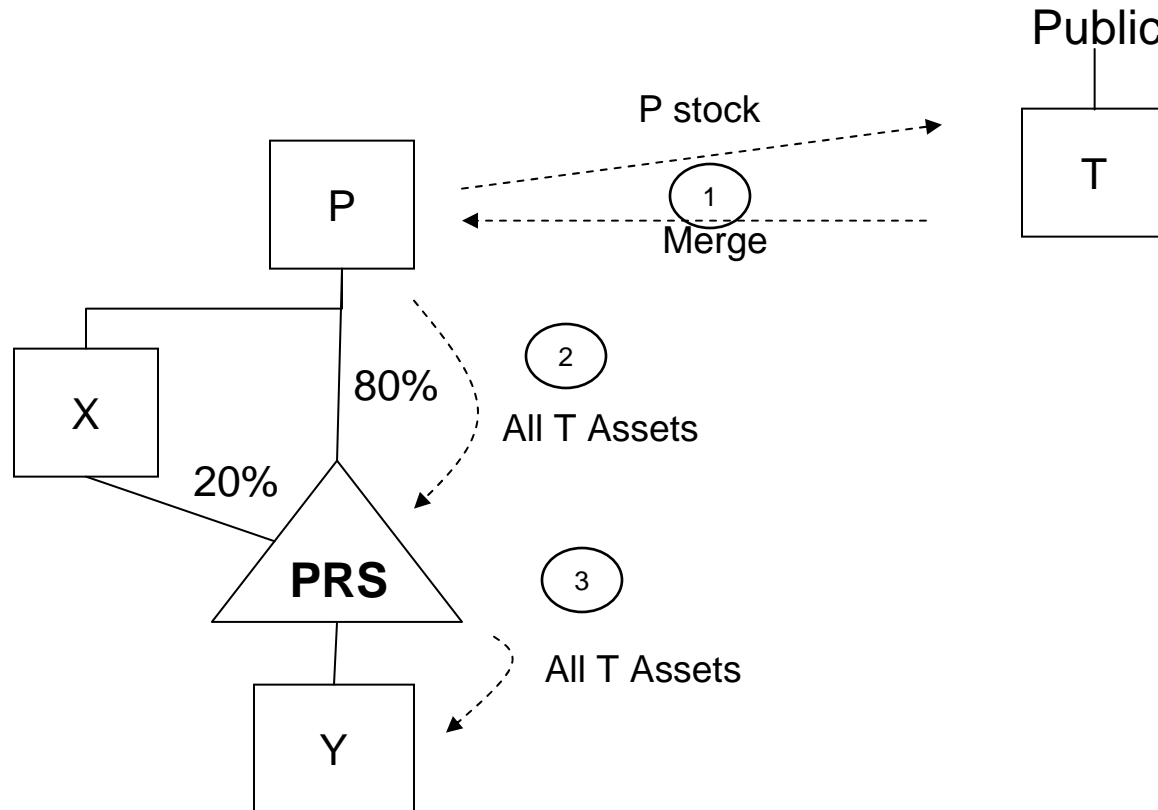 Public
P stock
T
P
1
Merge
2
80%
X
All T Assets
20%
PRS
3
All T Assets
Y